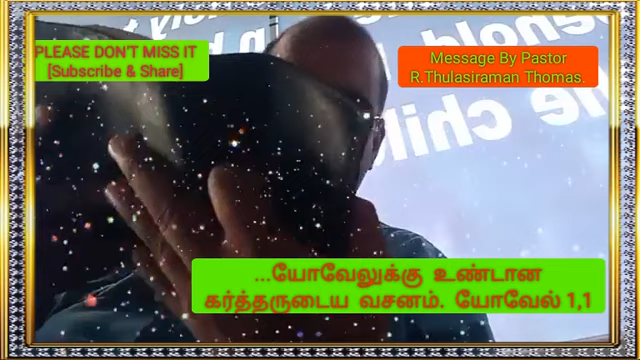 PLEASE DON'T MISS IT
[Subscribe & Share]
Message By Pastor
R.Thulasiraman Thomas.
...யோவேலுக்கு உண்டான
கர்த்தருடைய வசனம். யோவேல் 1,1